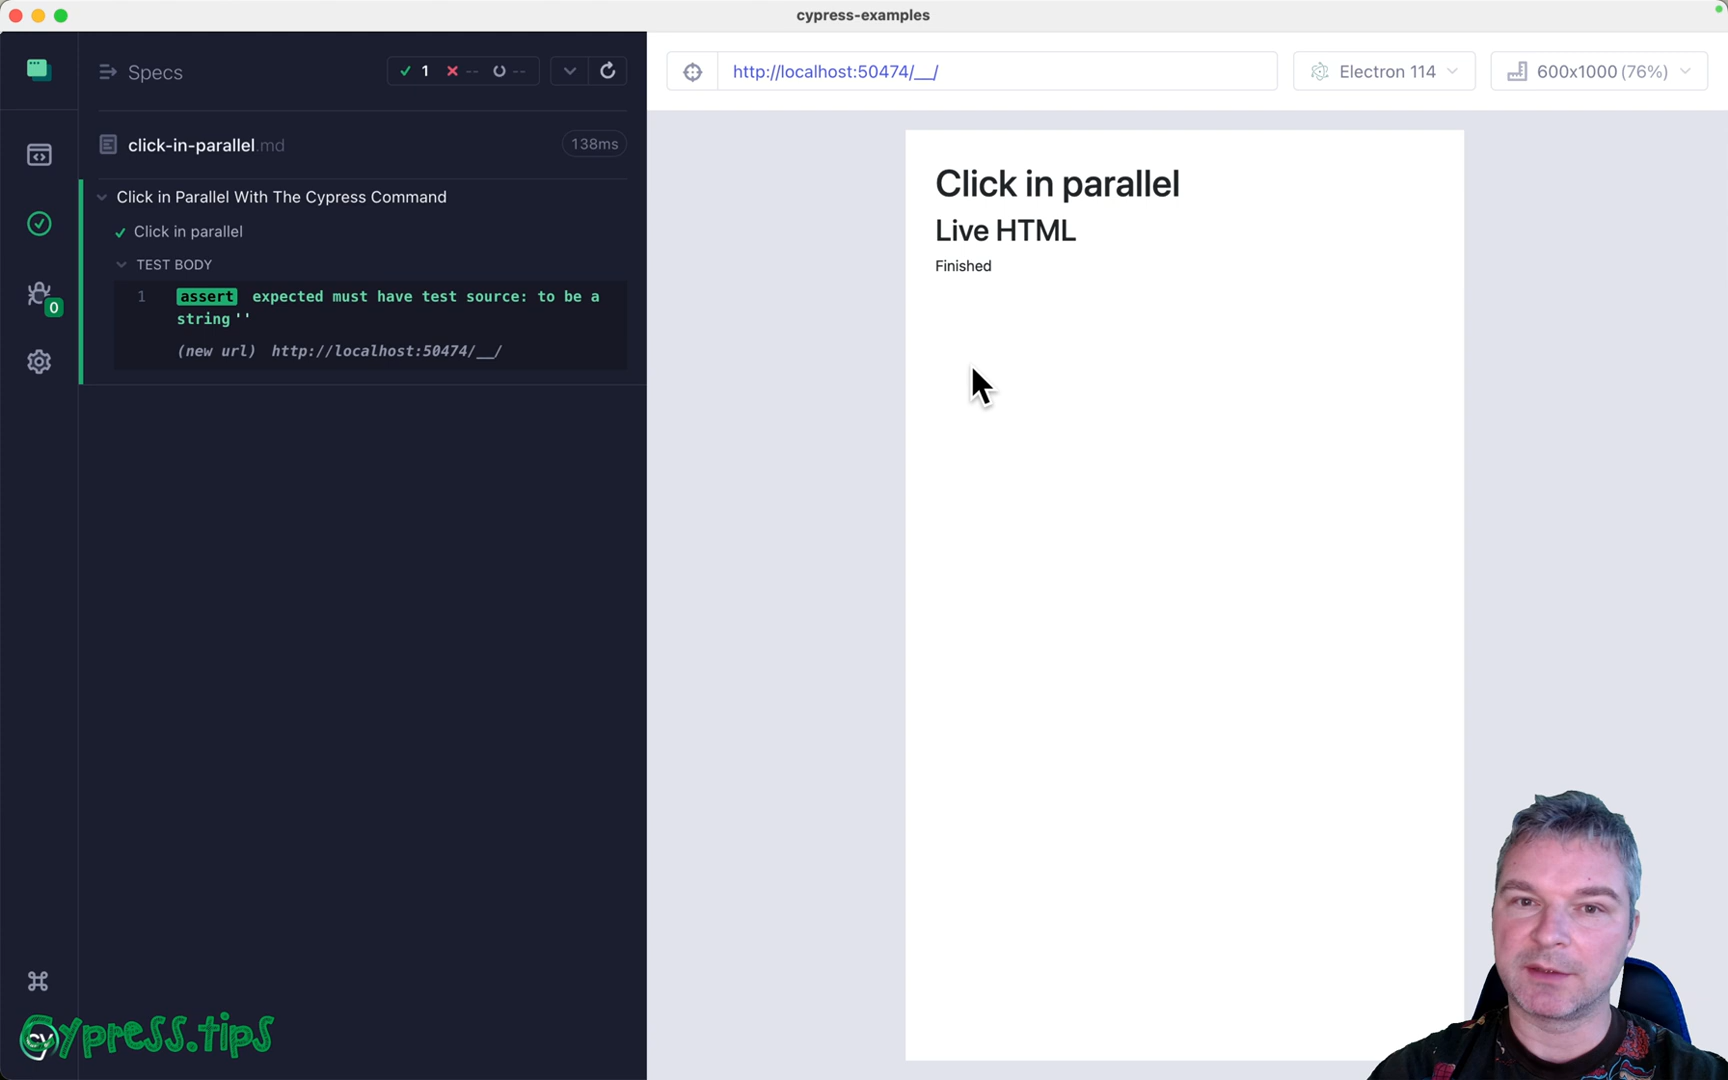 cypress-examples
Specs
1 -- --
http://localhost:50474/__/
Electron 114
600x1000 (76%)
click-in-parallel.md
138ms
Click in Parallel With The Cypress Command
Click in parallel
TEST BODY
1 assert expected must have test source: to be a
string ''
(new url) http://localhost:50474/__/
0
Click in parallel
Live HTML
Finished
cy
Cypress.tips